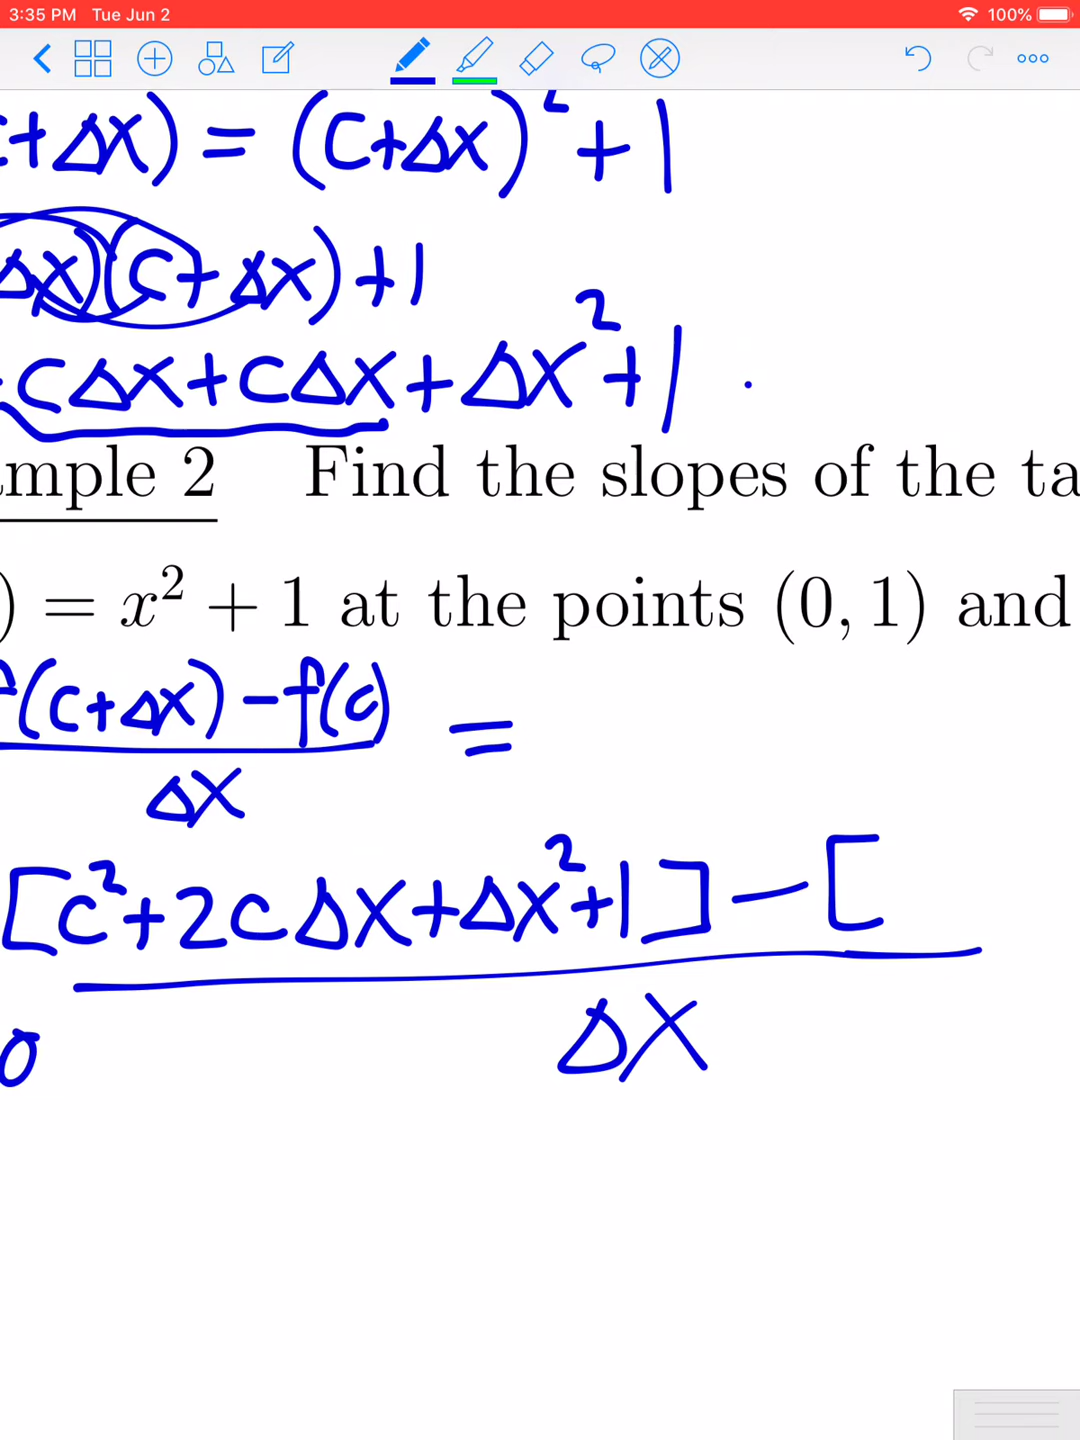 3:35 PM Tue Jun 2 100%
+Δx) = (c+Δx)² + 1
Δx)(c+Δx)+1
cΔx+cΔx+Δx²+1 .
mple 2 Find the slopes of the ta
) = x² + 1 at the points (0, 1) and
f(c+Δx) − f(c) =
Δx
[c²+2cΔx+Δx²+1] − [
Δx
0